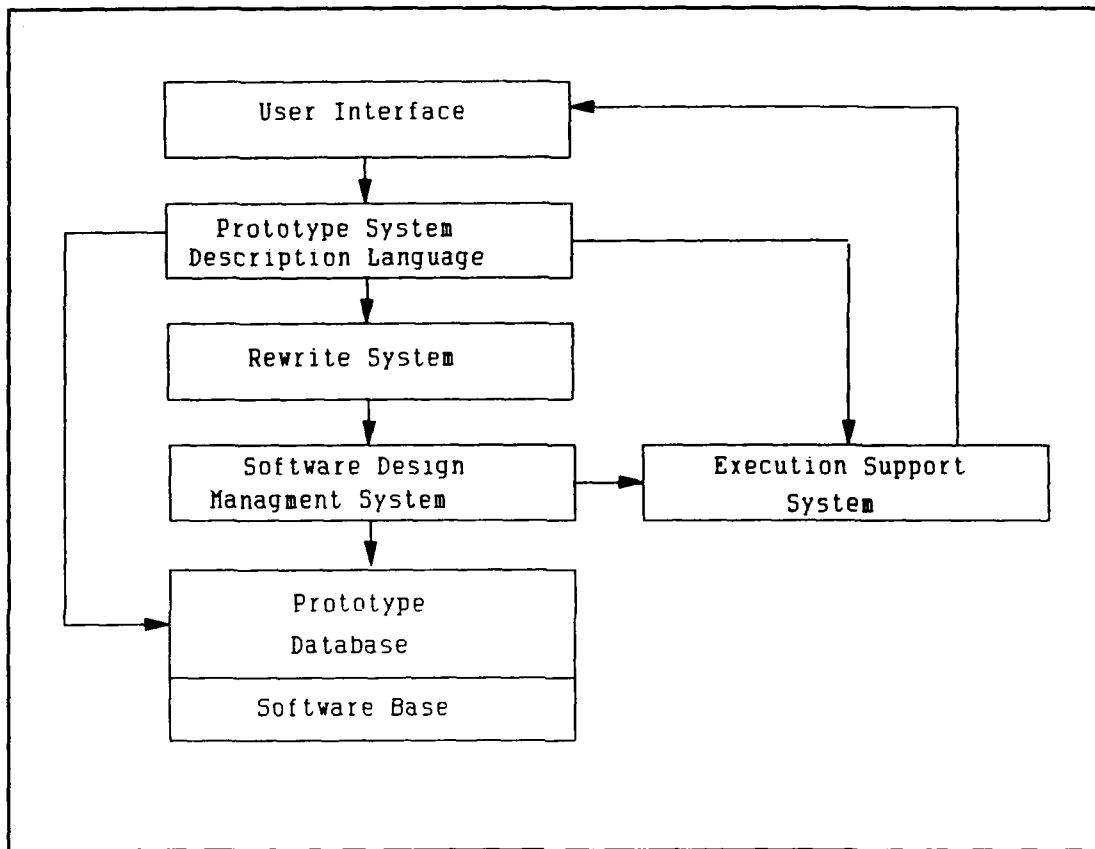 User Interface
Prototype System
Description Language
Rewrite System
Software Design
Managment System
Execution Support
System
Prototype
Database
Software Base